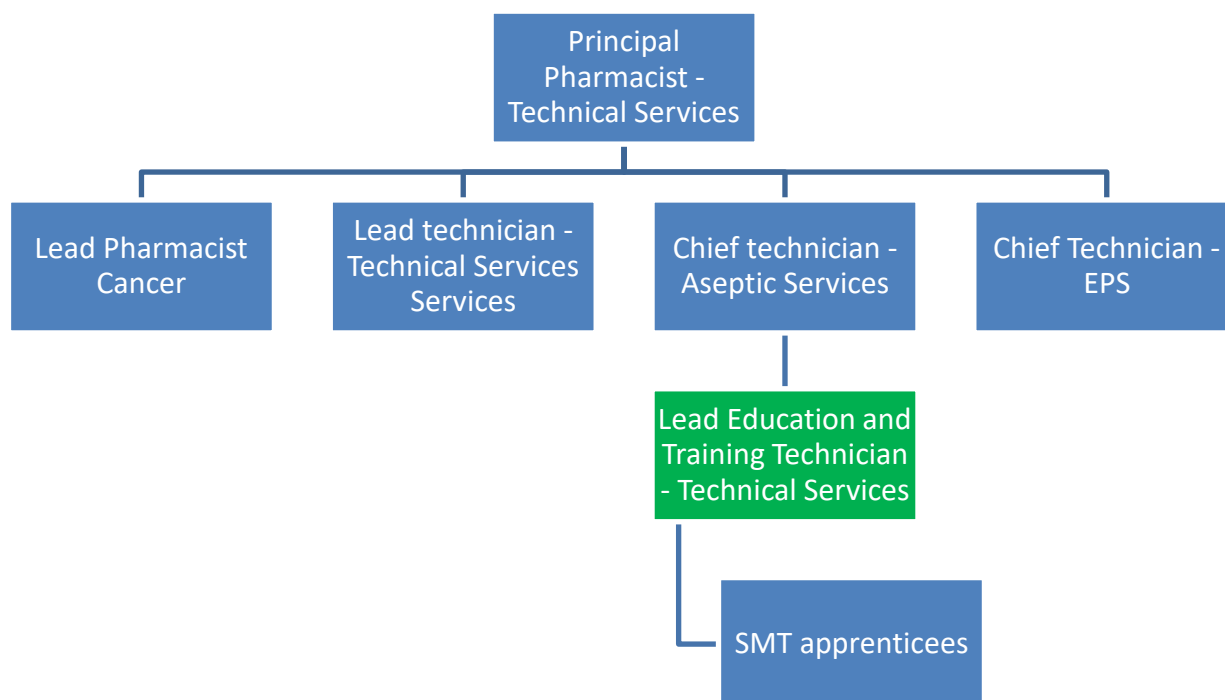 Principal
Pharmacist -
Technical Services
Lead Pharmacist
Cancer
Lead technician -
Technical Services
Services
Chief technician -
Aseptic Services
Chief Technician -
EPS
Lead Education and
Training Technician
- Technical Services
SMT apprenticees